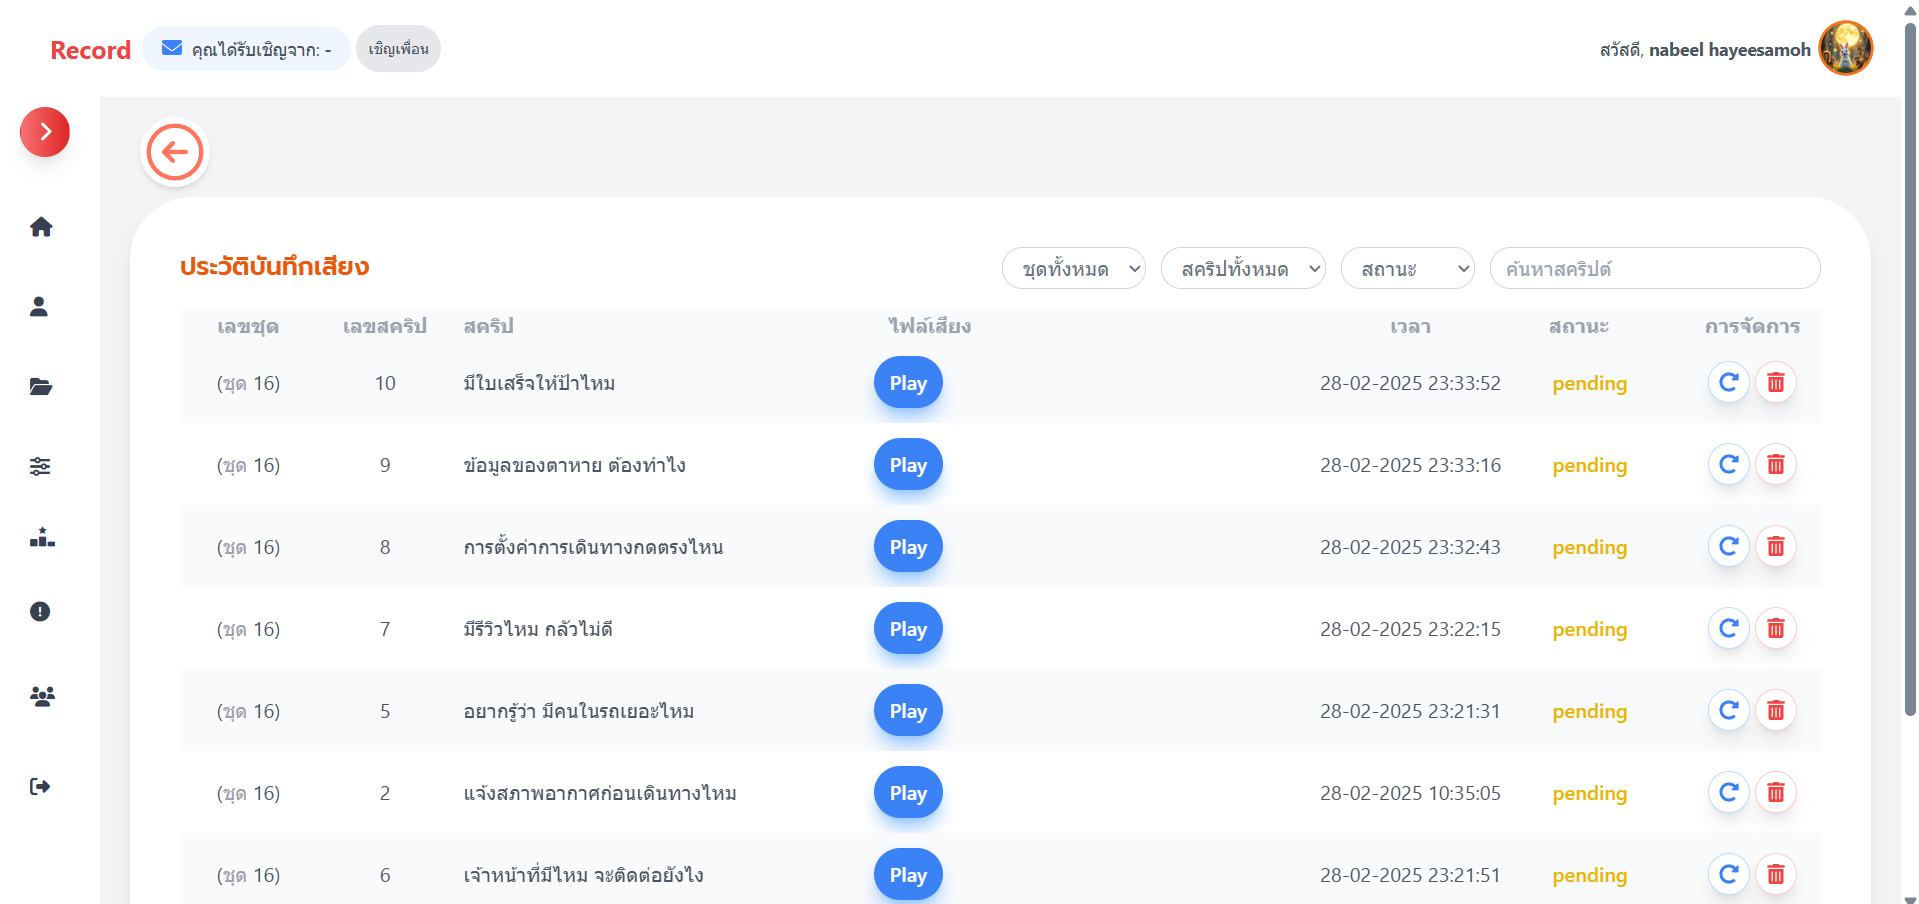 Record คุณได้รับเชิญจาก: - เชิญเพื่อน สวัสดี, nabeel hayeesamoh
ประวัติบันทึกเสียง ชุดทั้งหมด สคริปทั้งหมด สถานะ ค้นหาสคริปต์
เลขชุด เลขสคริป สคริป ไฟล์เสียง เวลา สถานะ การจัดการ
(ชุด 16) 10 มีใบเสร็จให้ป้าไหม Play 28-02-2025 23:33:52 pending
(ชุด 16) 9 ข้อมูลของตาหาย ต้องทำไง Play 28-02-2025 23:33:16 pending
(ชุด 16) 8 การตั้งค่าการเดินทางกดตรงไหน Play 28-02-2025 23:32:43 pending
(ชุด 16) 7 มีรีวิวไหม กลัวไม่ดี Play 28-02-2025 23:22:15 pending
(ชุด 16) 5 อยากรู้ว่า มีคนในรถเยอะไหม Play 28-02-2025 23:21:31 pending
(ชุด 16) 2 แจ้งสภาพอากาศก่อนเดินทางไหม Play 28-02-2025 10:35:05 pending
(ชุด 16) 6 เจ้าหน้าที่มีไหม จะติดต่อยังไง Play 28-02-2025 23:21:51 pending